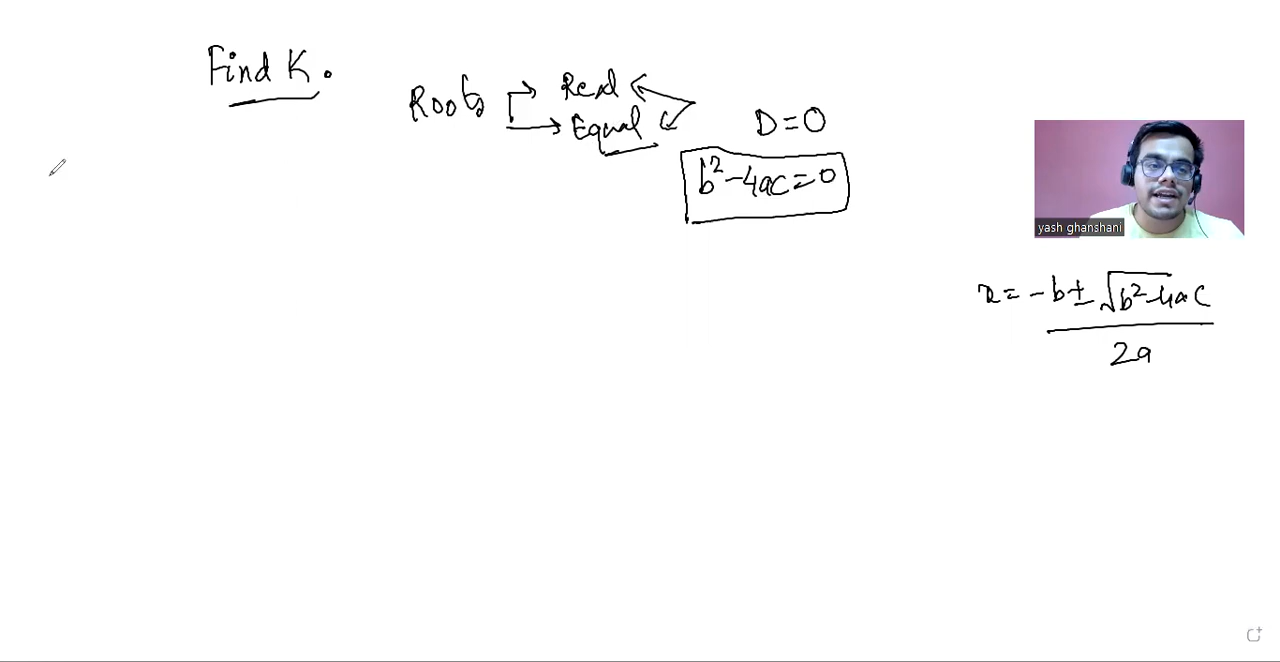 Find K.
Roots → Real
→ Equal
D=0
b²-4ac=0
yash ghanshani
x = -b ± √b²-4ac
2a